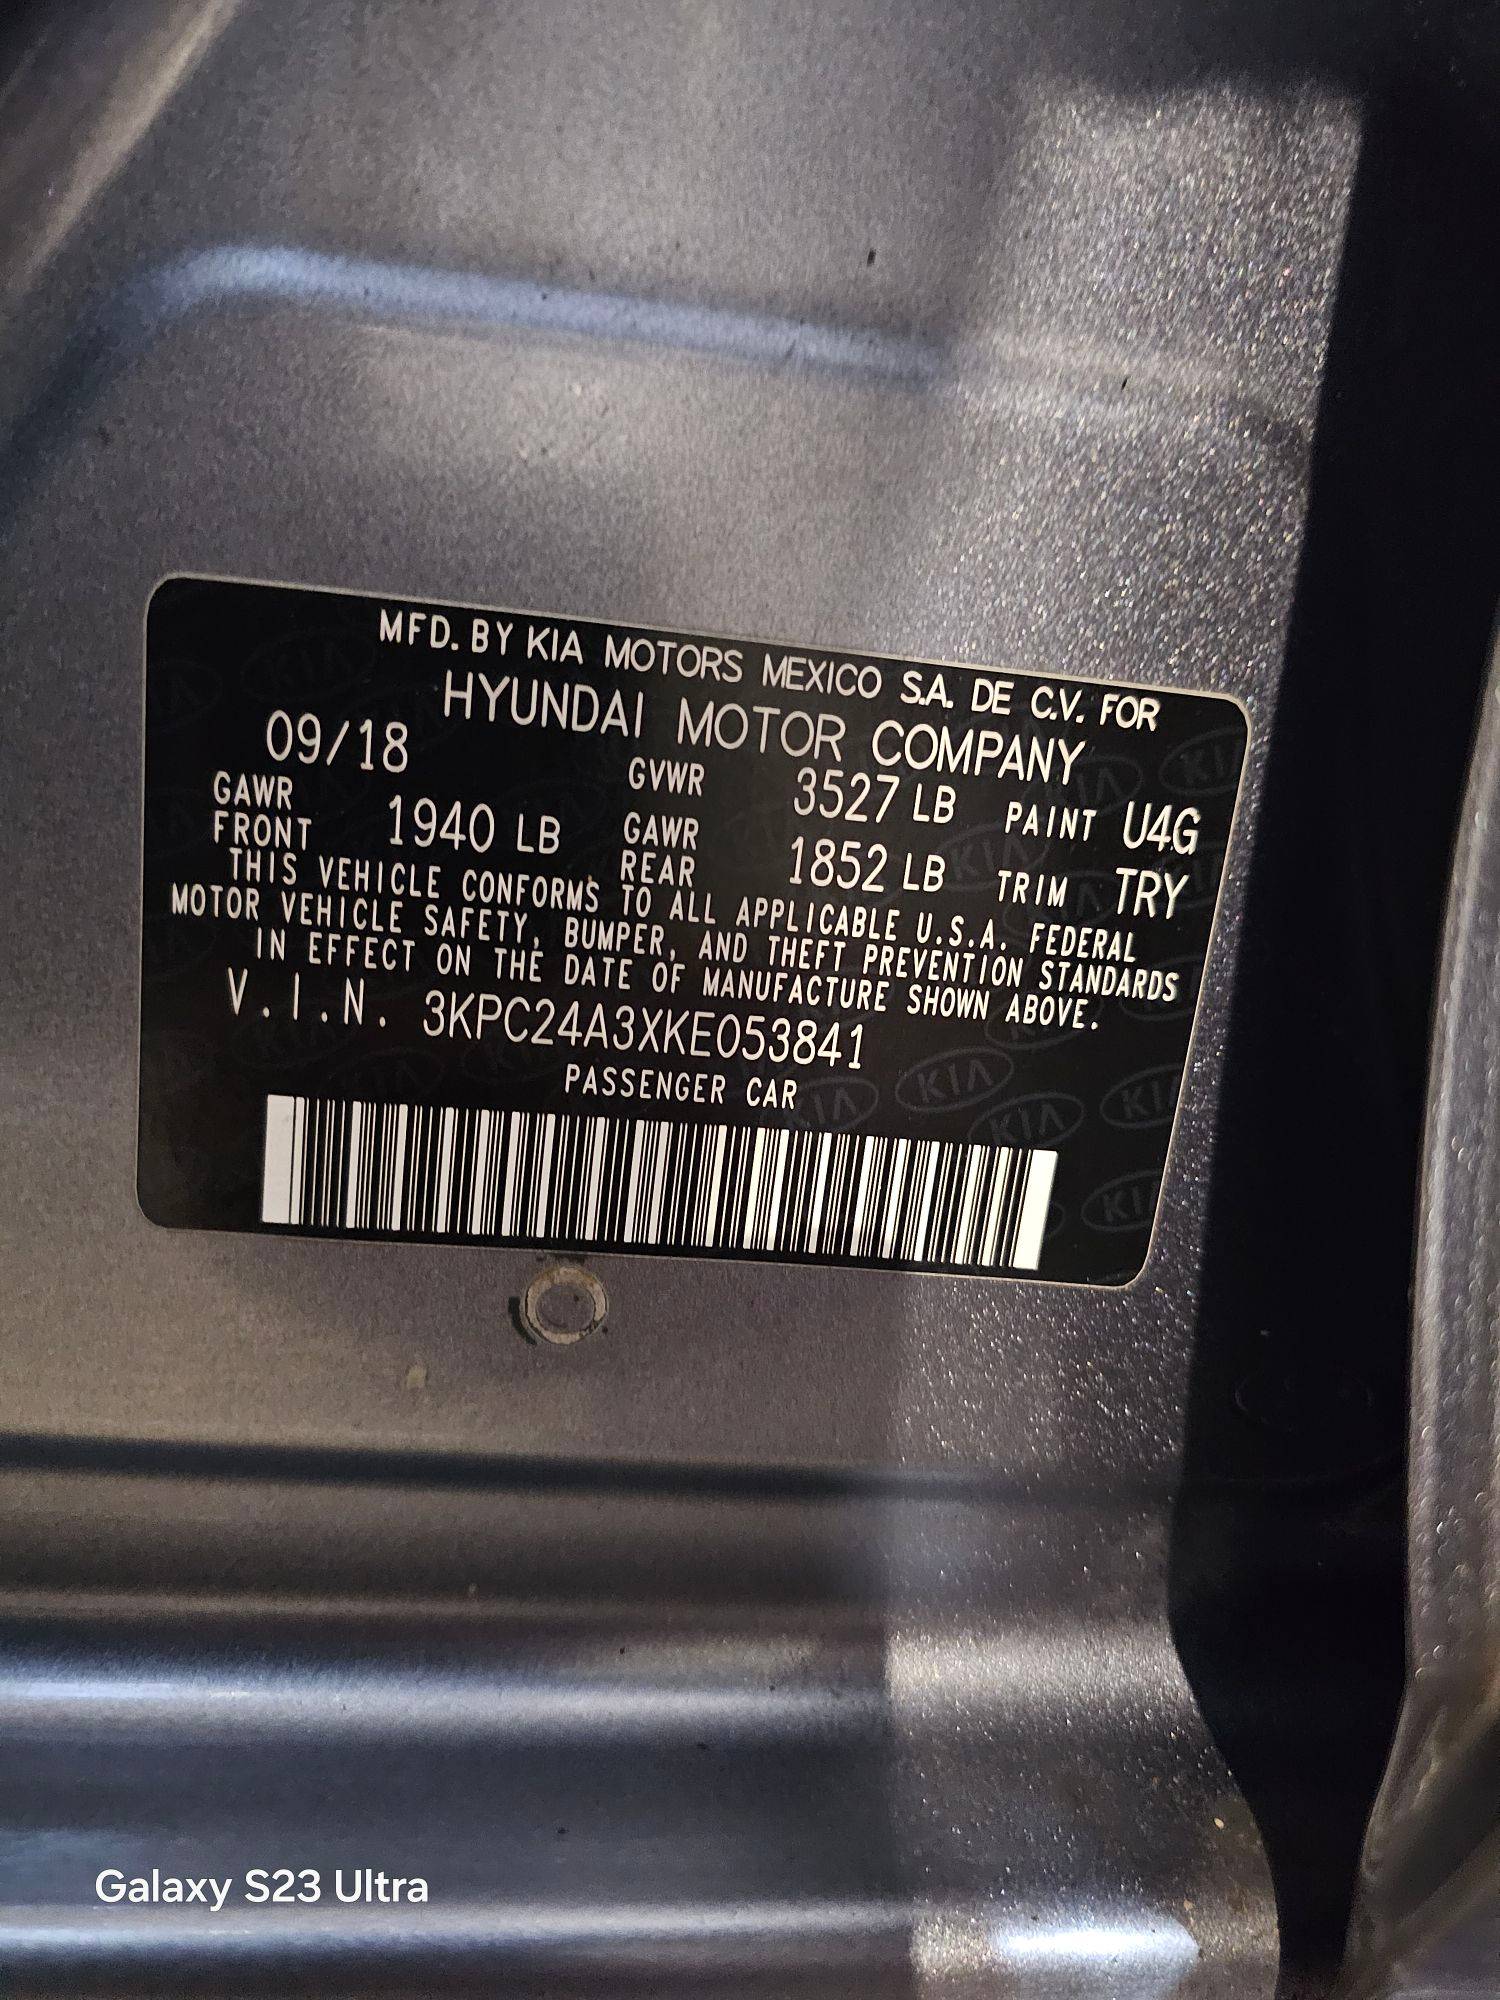 MFD. BY KIA MOTORS MEXICO S.A. DE C.V. FOR
HYUNDAI MOTOR COMPANY
09/18 GVWR 3527 LB PAINT U4G
GAWR FRONT 1940 LB GAWR REAR 1852 LB TRIM TRY
THIS VEHICLE CONFORMS TO ALL APPLICABLE U.S.A. FEDERAL
MOTOR VEHICLE SAFETY, BUMPER, AND THEFT PREVENTION STANDARDS
IN EFFECT ON THE DATE OF MANUFACTURE SHOWN ABOVE.
V.I.N. 3KPC24A3XKE053841
PASSENGER CAR
Galaxy S23 Ultra